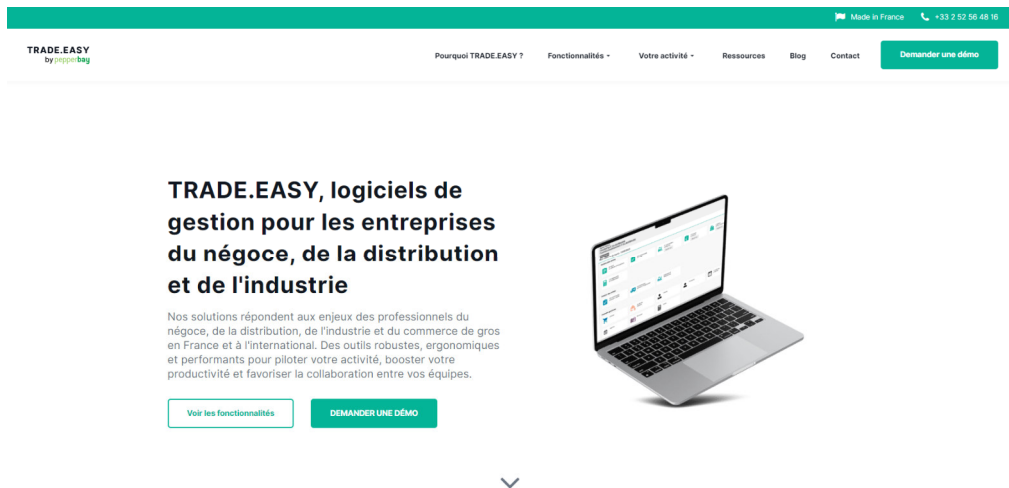 Made in France +33 2 52 56 48 16
TRADE.EASY
by pepperbay
Pourquoi TRADE.EASY ? Fonctionnalités Votre activité Ressources Blog Contact Demander une démo
TRADE.EASY, logiciels de
gestion pour les entreprises
du négoce, de la distribution
et de l'industrie
Nos solutions répondent aux enjeux des professionnels du
négoce, de la distribution, de l'industrie et du commerce de gros
en France et à l'international. Des outils robustes, ergonomiques
et performants pour piloter votre activité, booster votre
productivité et favoriser la collaboration entre vos équipes.
Voir les fonctionnalités DEMANDER UNE DÉMO